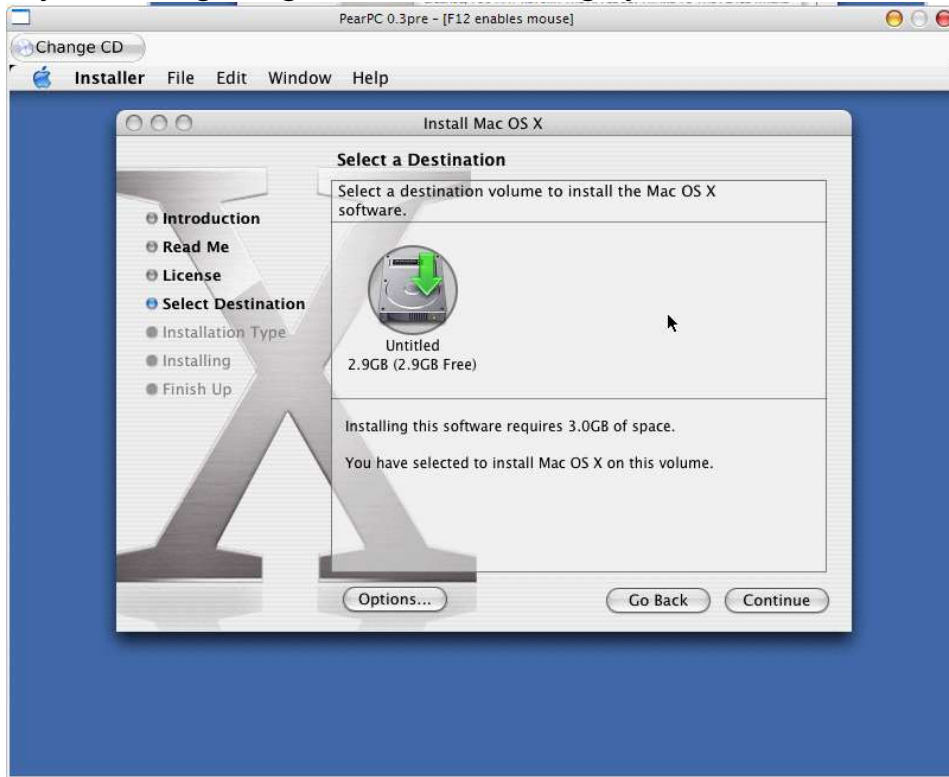 PearPC 0.3pre - [F12 enables mouse]
Change CD
Installer File Edit Window Help
Install Mac OS X
Select a Destination
Select a destination volume to install the Mac OS X
software.
Introduction
Read Me
License
Select Destination
Installation Type
Installing
Finish Up
Untitled
2.9GB (2.9GB Free)
Installing this software requires 3.0GB of space.
You have selected to install Mac OS X on this volume.
Options...
Go Back
Continue